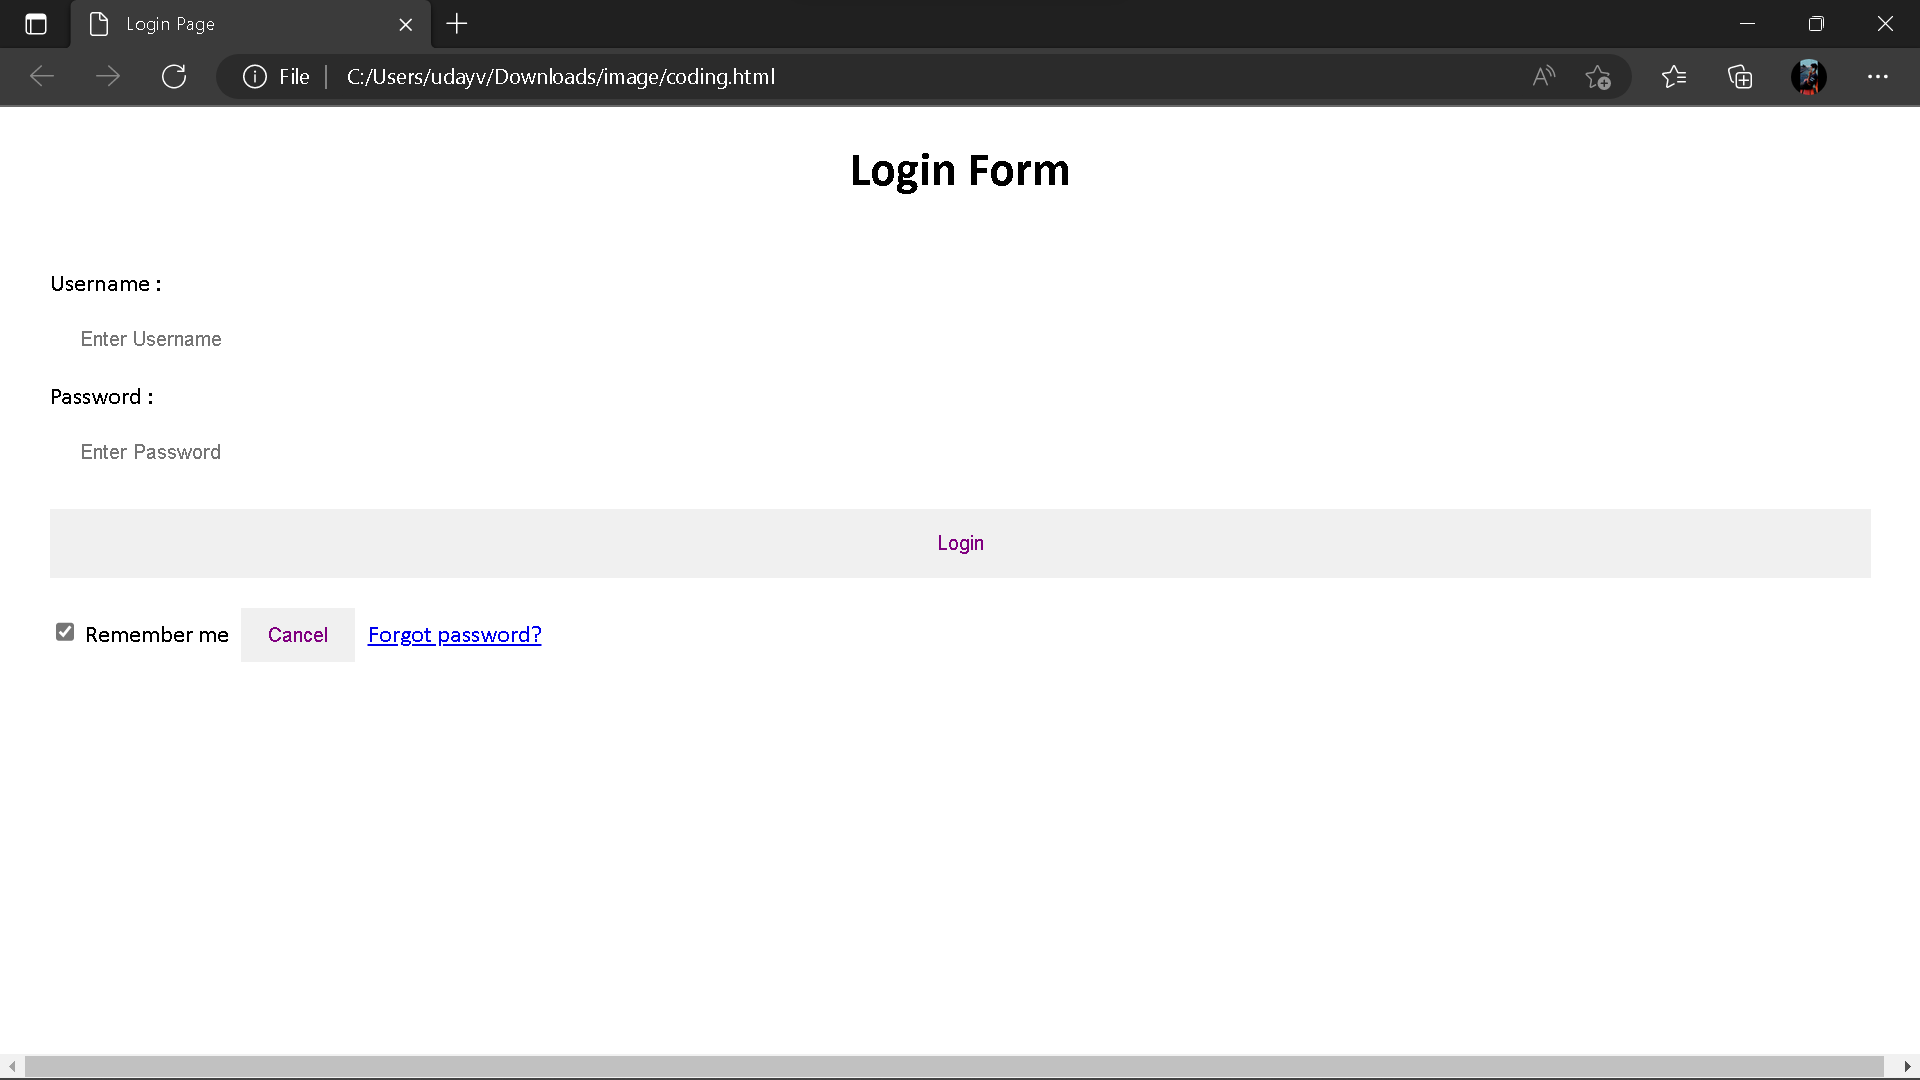 Login Page
File | C:/Users/udayv/Downloads/image/coding.html
Login Form
Username :
Enter Username
Password :
Enter Password
Login
Remember me Cancel Forgot password?